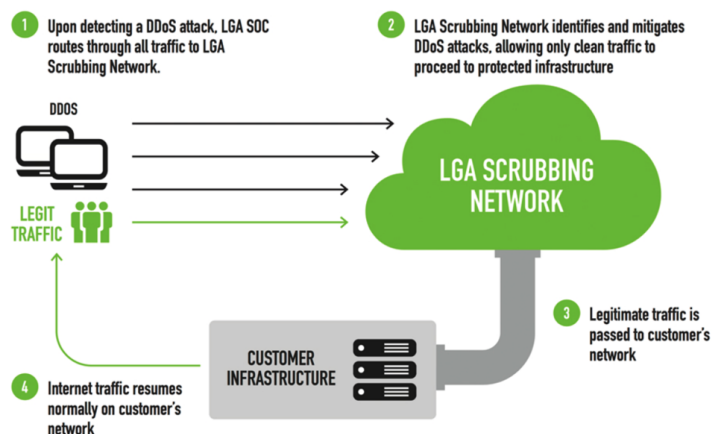 1 Upon detecting a DDoS attack, LGA SOC
routes through all traffic to LGA
Scrubbing Network.
2 LGA Scrubbing Network identifies and mitigates
DDoS attacks, allowing only clean traffic to
proceed to protected infrastructure
DDOS
LGA SCRUBBING
NETWORK
LEGIT
TRAFFIC
3 Legitimate traffic is
passed to customer's
network
CUSTOMER
INFRASTRUCTURE
4 Internet traffic resumes
normally on customer's
network